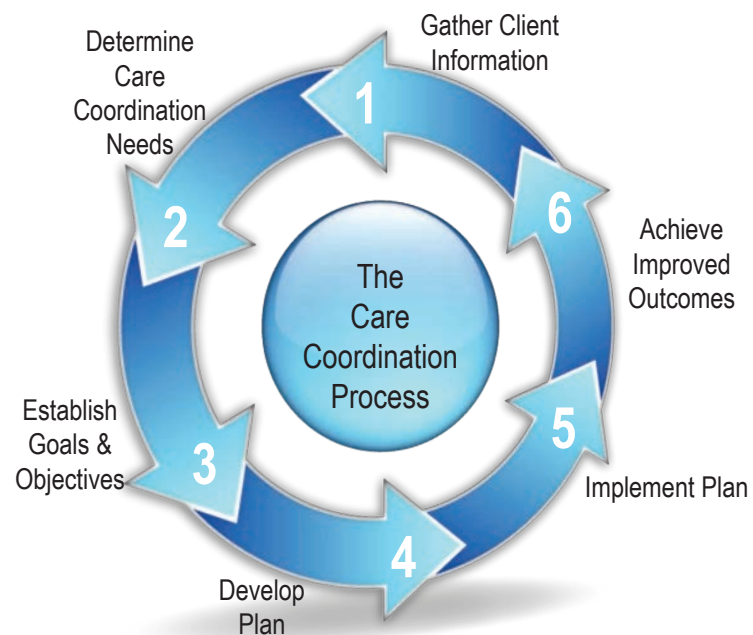 The
Care
Coordination
Process
1
Gather Client
Information
2
Determine
Care
Coordination
Needs
3
Establish
Goals &
Objectives
4
Develop
Plan
5
Implement Plan
6
Achieve
Improved
Outcomes